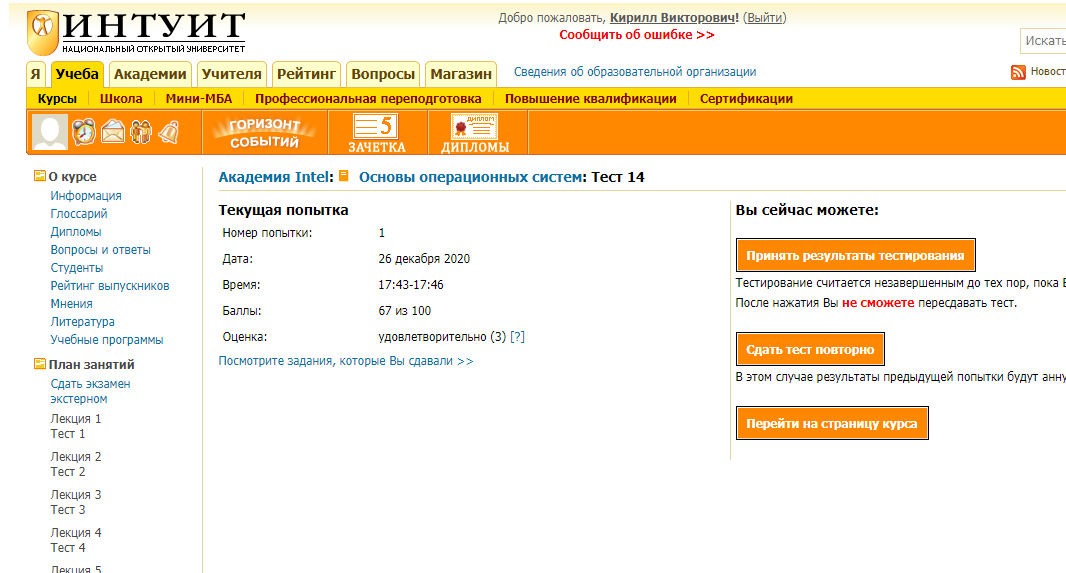 ИНТУИТ
НАЦИОНАЛЬНЫЙ ОТКРЫТЫЙ УНИВЕРСИТЕТ
Добро пожаловать, Кирилл Викторович! (Выйти)
Сообщить об ошибке >>
Искать
Я Учеба Академии Учителя Рейтинг Вопросы Магазин Сведения об образовательной организации
Новост
Курсы Школа Мини-МБА Профессиональная переподготовка Повышение квалификации Сертификации
ГОРИЗОНТ СОБЫТИЙ
5
ЗАЧЕТКА
ДИПЛОМ
ДИПЛОМЫ
О курсе
Информация
Глоссарий
Дипломы
Вопросы и ответы
Студенты
Рейтинг выпускников
Мнения
Литература
Учебные программы
План занятий
Сдать экзамен
экстерном
Лекция 1
Тест 1
Лекция 2
Тест 2
Лекция 3
Тест 3
Лекция 4
Тест 4
Лекция 5
Академия Intel: Основы операционных систем: Тест 14
Текущая попытка
Номер попытки: 1
Дата: 26 декабря 2020
Время: 17:43-17:46
Баллы: 67 из 100
Оценка: удовлетворительно (3) [?]
Посмотрите задания, которые Вы сдавали >>
Вы сейчас можете:
Принять результаты тестирования
Тестирование считается незавершенным до тех пор, пока В
После нажатия Вы не сможете пересдавать тест.
Сдать тест повторно
В этом случае результаты предыдущей попытки будут анну
Перейти на страницу курса